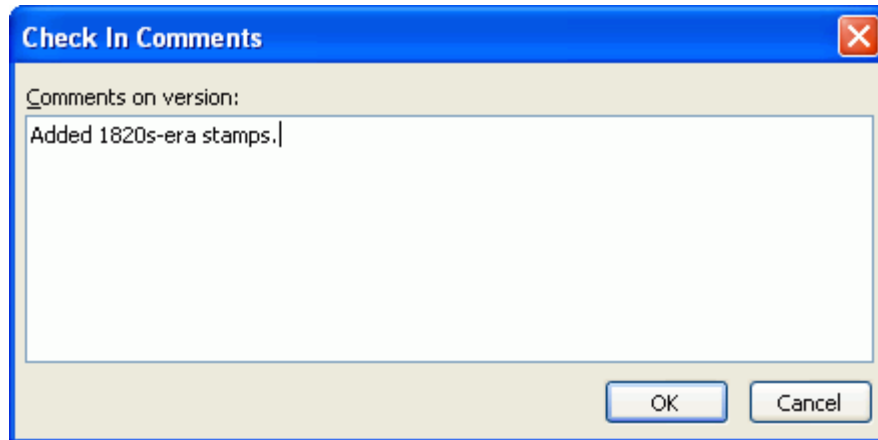 Check In Comments
Comments on version:
Added 1820s-era stamps.
OK Cancel